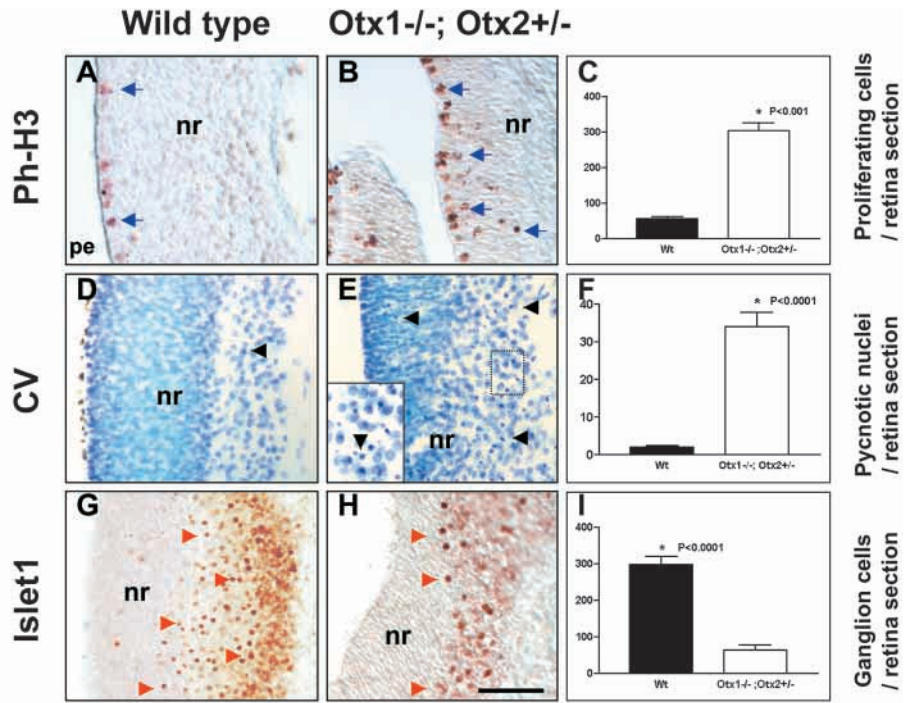 Wild type Otx1-/-; Otx2+/-
Ph-H3
A
nr
pe
B
nr
C
400
300
200
100
0
* P<0.001
Wt Otx1-/- ;Otx2+/-
Proliferating cells
/ retina section
CV
D
nr
E
nr
F
40
30
20
10
0
* P<0.0001
Wt Otx1-/-; Otx2+/-
Pycnotic nuclei
/ retina section
Islet1
G
nr
H
nr
I
400
300
200
100
0
* P<0.0001
Wt Otx1-/- ;Otx2+/-
Ganglion cells
/ retina section